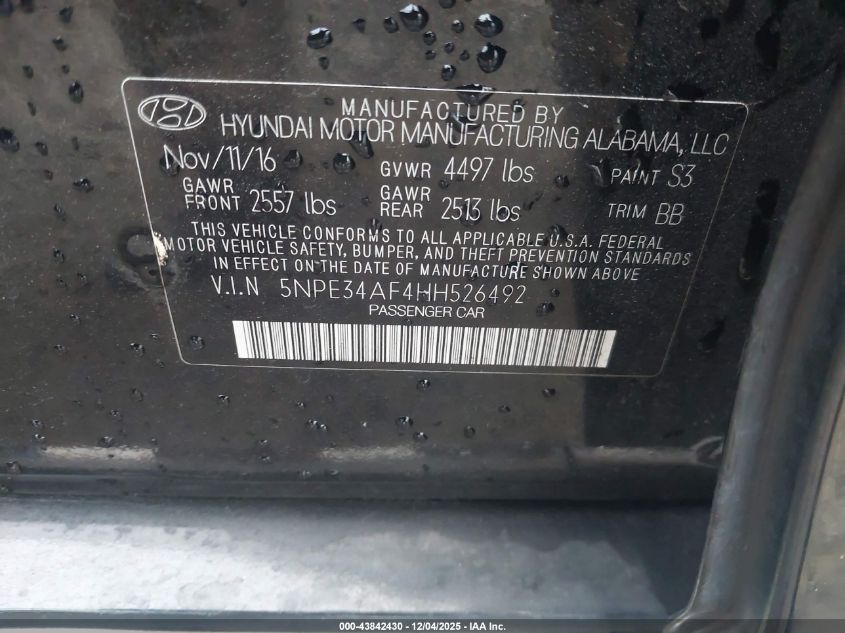 MANUFACTURED BY
HYUNDAI MOTOR MANUFACTURING ALABAMA, LLC
Nov/11/16 GVWR 4497 lbs PAINT S3
GAWR FRONT 2557 lbs GAWR REAR 2513 lbs TRIM BB
THIS VEHICLE CONFORMS TO ALL APPLICABLE U.S.A. FEDERAL
MOTOR VEHICLE SAFETY, BUMPER, AND THEFT PREVENTION STANDARDS
IN EFFECT ON THE DATE OF MANUFACTURE SHOWN ABOVE
V.I.N 5NPE34AF4HH526492
PASSENGER CAR
000-43842430 - 12/04/2025 - IAA Inc.